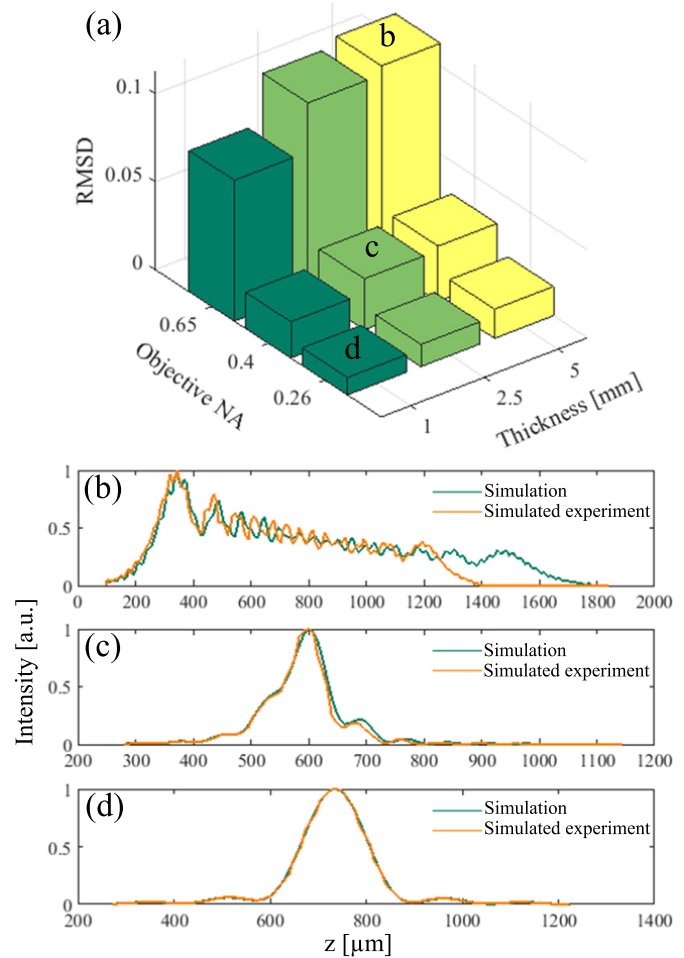 (a)
b
0.1
RMSD
0.05
c
0
d
0.65
0.4
0.26
Objective NA
5
2.5
1
Thickness [mm]
(b)
1
0.5
0
Simulation
Simulated experiment
0 200 400 600 800 1000 1200 1400 1600 1800 2000
(c)
1
0.5
0
Simulation
Simulated experiment
200 300 400 500 600 700 800 900 1000 1100 1200
Intensity [a.u.]
(d)
1
0.5
0
Simulation
Simulated experiment
200 400 600 800 1000 1200 1400
z [µm]